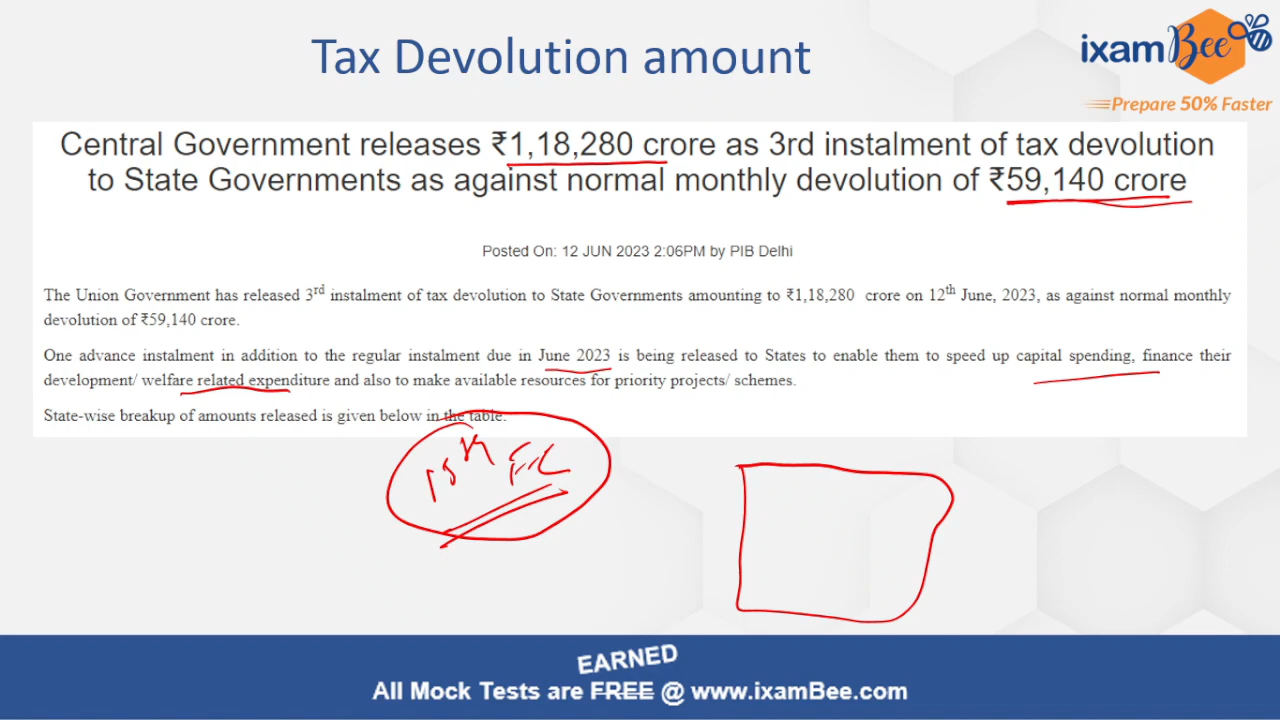 Tax Devolution amount
ixamBee
Prepare 50% Faster
Central Government releases ₹1,18,280 crore as 3rd instalment of tax devolution
to State Governments as against normal monthly devolution of ₹59,140 crore
Posted On: 12 JUN 2023 2:06PM by PIB Delhi
The Union Government has released 3rd instalment of tax devolution to State Governments amounting to ₹1,18,280 crore on 12th June, 2023, as against normal monthly
devolution of ₹59,140 crore.
One advance instalment in addition to the regular instalment due in June 2023 is being released to States to enable them to speed up capital spending, finance their
development/ welfare related expenditure and also to make available resources for priority projects/ schemes.
State-wise breakup of amounts released is given below in the table.
15th FC
EARNED
All Mock Tests are FREE @ www.ixamBee.com